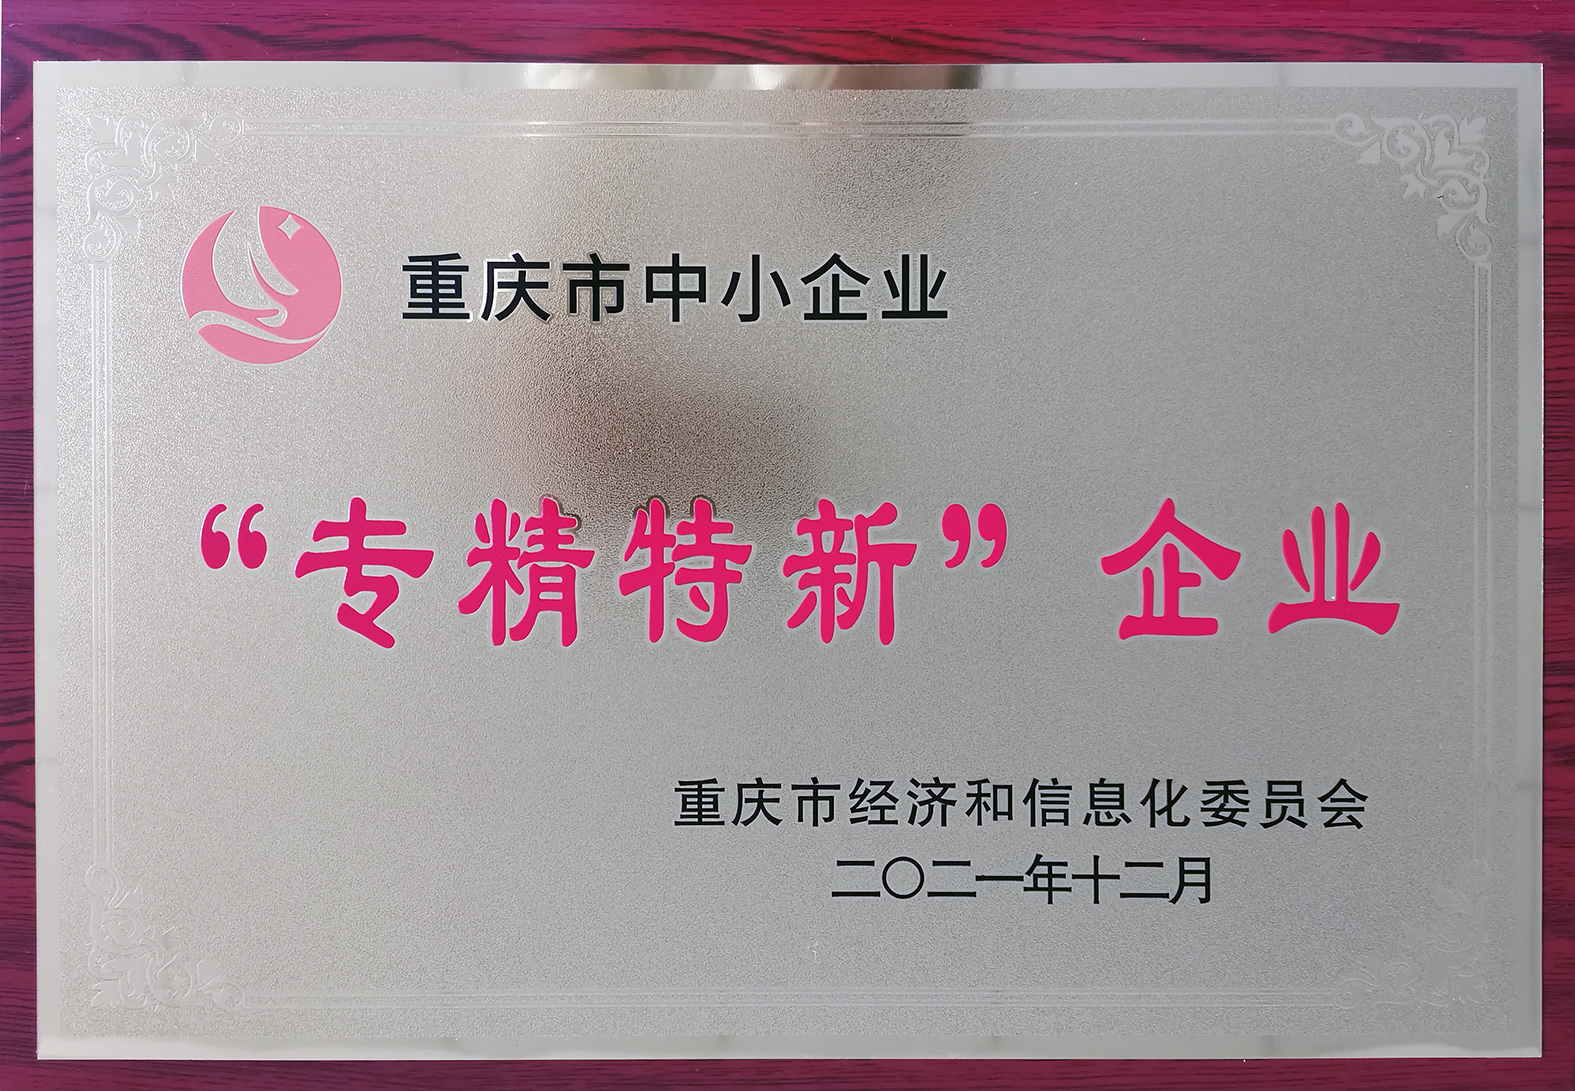 重庆市中小企业
“专精特新”企业
重庆市经济和信息化委员会
二〇二一年十二月